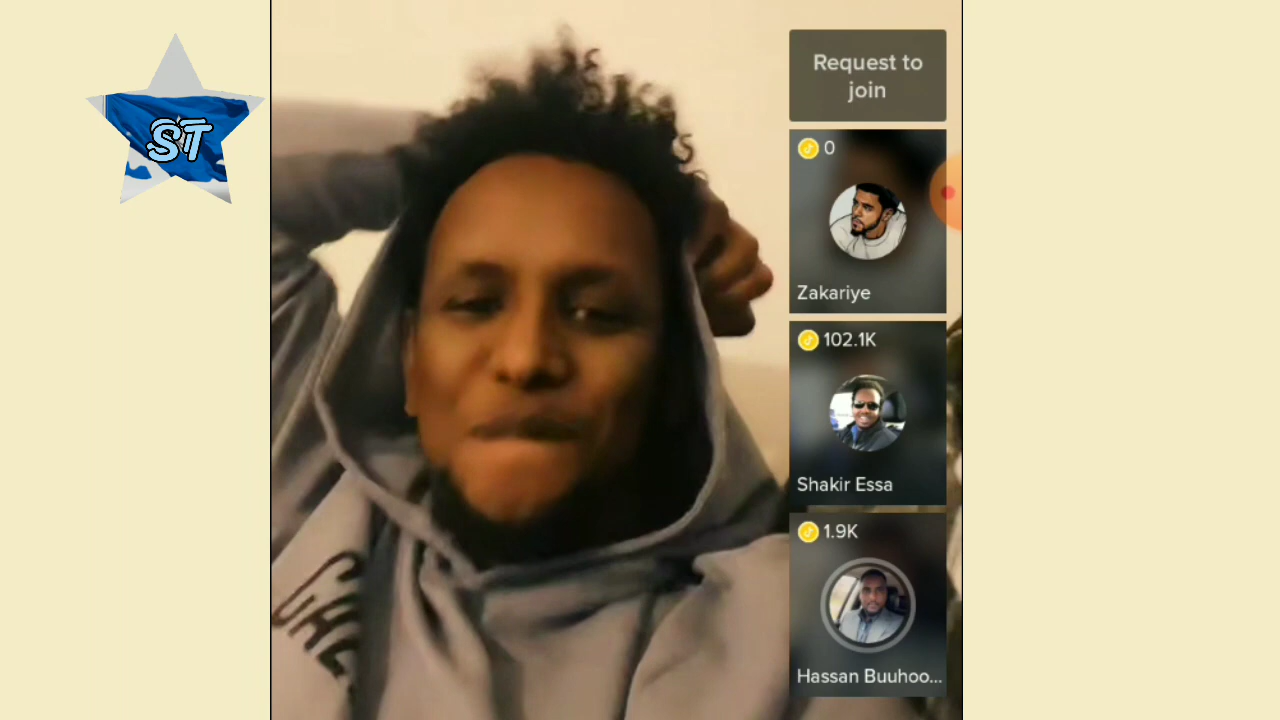 ST
Request to
join
0
Zakariye
102.1K
Shakir Essa
1.9K
Hassan Buuhoo...